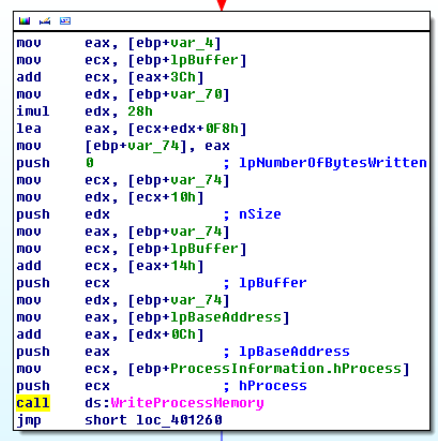 mov eax, [ebp+var_4]
mov ecx, [ebp+lpBuffer]
add ecx, [eax+3Ch]
mov edx, [ebp+var_70]
imul edx, 28h
lea eax, [ecx+edx+0F8h]
mov [ebp+var_74], eax
push 0 ; lpNumberOfBytesWritten
mov ecx, [ebp+var_74]
mov edx, [ecx+10h]
push edx ; nSize
mov eax, [ebp+var_74]
mov ecx, [ebp+lpBuffer]
add ecx, [eax+14h]
push ecx ; lpBuffer
mov edx, [ebp+var_74]
mov eax, [ebp+lpBaseAddress]
add eax, [edx+0Ch]
push eax ; lpBaseAddress
mov ecx, [ebp+ProcessInformation.hProcess]
push ecx ; hProcess
call ds:WriteProcessMemory
jmp short loc_401260